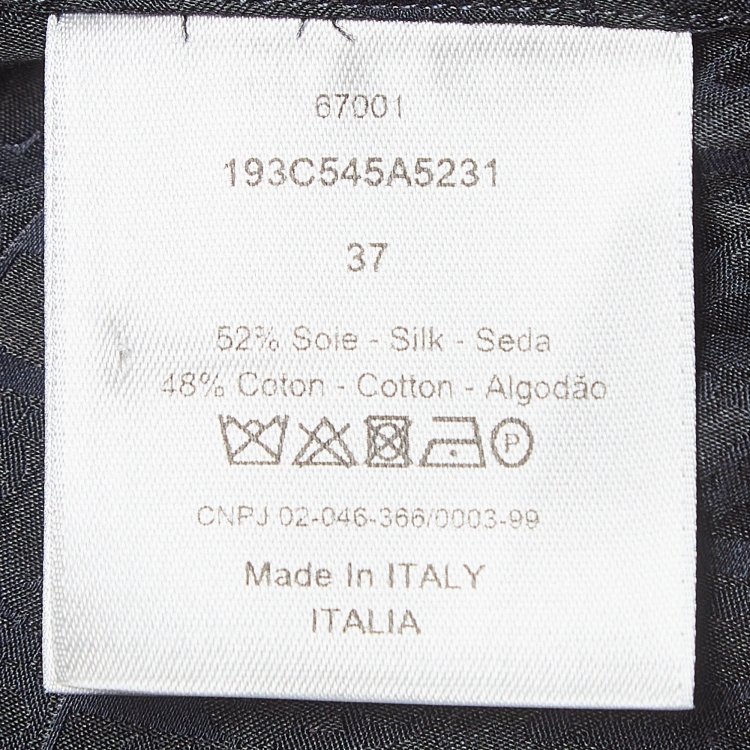 67001
193C545A5231
37
52% Soie - Silk - Seda
48% Coton - Cotton - Algodão
P
CNPJ 02-046-366/0003-99
Made In ITALY
ITALIA